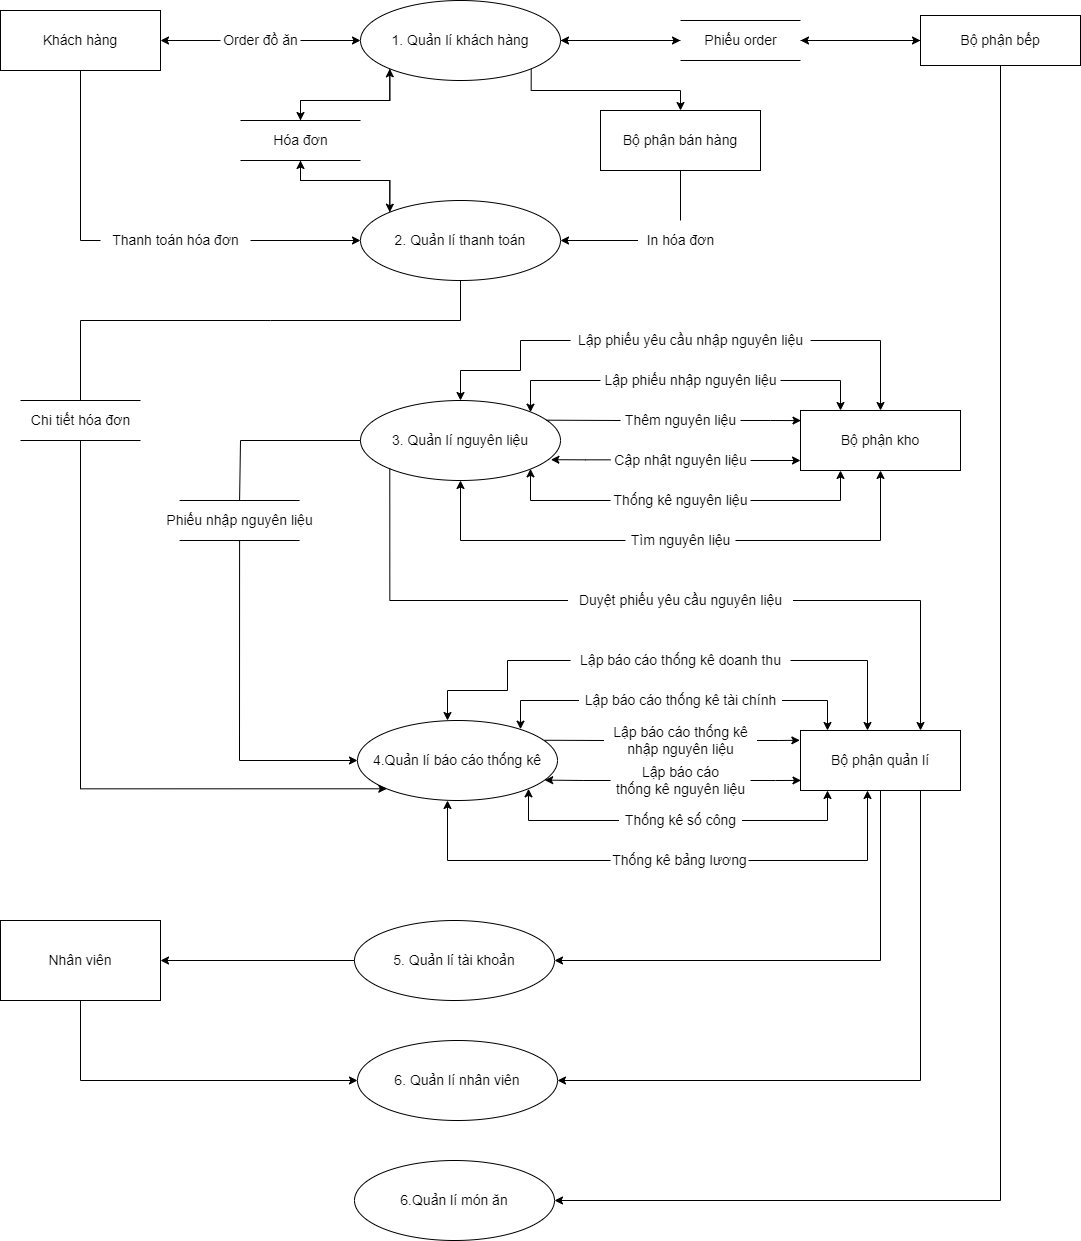 Khách hàng
Order đồ ăn
1. Quản lí khách hàng
Phiếu order
Bộ phận bếp
Hóa đơn
Bộ phận bán hàng
Thanh toán hóa đơn
2. Quản lí thanh toán
In hóa đơn
Lập phiếu yêu cầu nhập nguyên liệu
Lập phiếu nhập nguyên liệu
Chi tiết hóa đơn
Thêm nguyên liệu
3. Quản lí nguyên liệu
Bộ phận kho
Cập nhật nguyên liệu
Thống kê nguyên liệu
Phiếu nhập nguyên liệu
Tìm nguyên liệu
Duyệt phiếu yêu cầu nguyên liệu
Lập báo cáo thống kê doanh thu
Lập báo cáo thống kê tài chính
Lập báo cáo thống kê
nhập nguyên liệu
4.Quản lí báo cáo thống kê
Bộ phận quản lí
Lập báo cáo
thống kê nguyên liệu
Thống kê số công
Thống kê bảng lương
Nhân viên
5. Quản lí tài khoản
6. Quản lí nhân viên
6.Quản lí món ăn